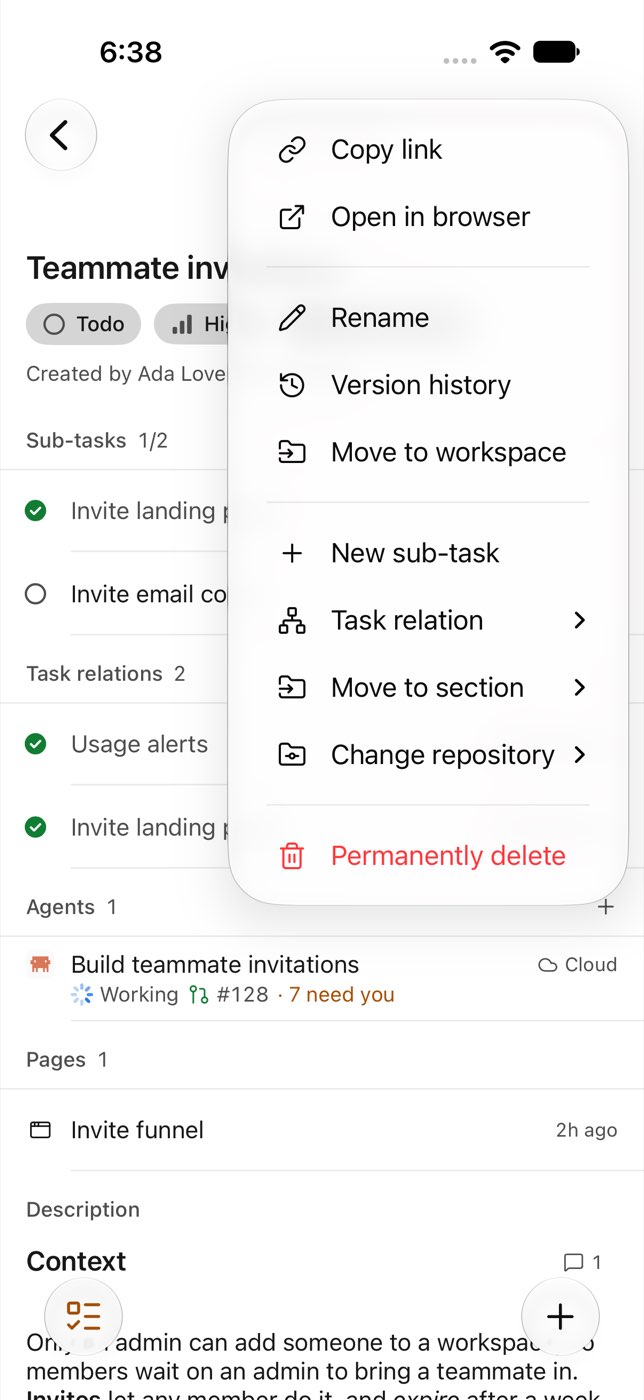 6:38
Copy link
Open in browser
Teammate inv
Todo
Rename
Created by Ada Love
Version history
Sub-tasks 1/2
Move to workspace
Invite landing
New sub-task
Invite email co
Task relation
Task relations 2
Move to section
Usage alerts
Change repository
Invite landing
Permanently delete
Agents 1
Build teammate invitations
Cloud
Working #128 · 7 need you
Pages 1
Invite funnel
2h ago
Description
Context
1
admin can add someone to a
members wait on an admin to bring a teammate in.
Invites let any member do it, and expire after a week